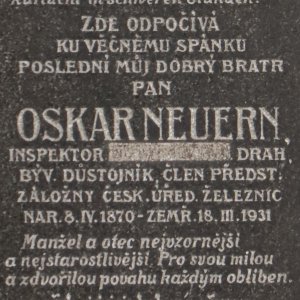 ZDE ODPOČÍVÁ
KU VĚČNÉMU SPÁNKU
POSLEDNÍ MŮJ DOBRÝ BRATR
PAN
OSKAR NEUERN,
INSPEKTOR DRAH,
BÝV. DŮSTOJNÍK, ČLEN PŘEDST.
ZÁLOŽNY ČESK. ÚŘED. ŽELEZNIC
NAR. 8. IV. 1870 - ZEMŘ. 18. III. 1931
Manžel a otec nejvzornější
a nejstarostlivější. Pro svou milou
a zdvořilou povahu každým oblíben.